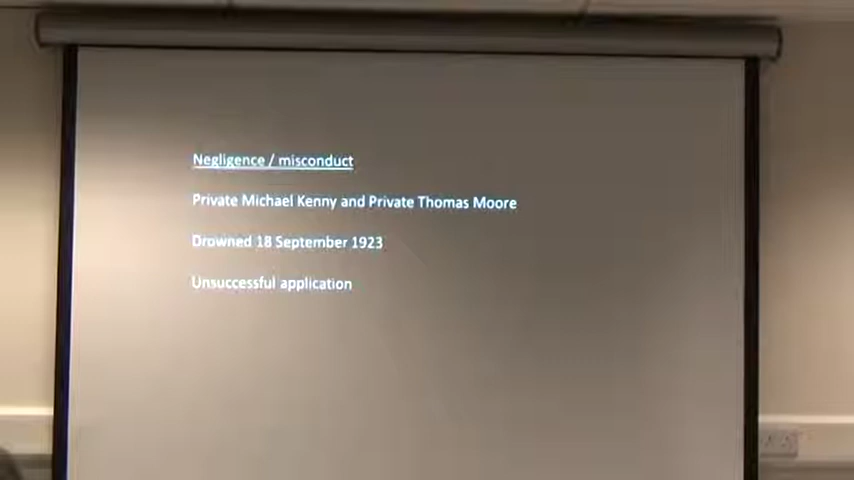 Negligence / misconduct
Private Michael Kenny and Private Thomas Moore
Drowned 18 September 1923
Unsuccessful application